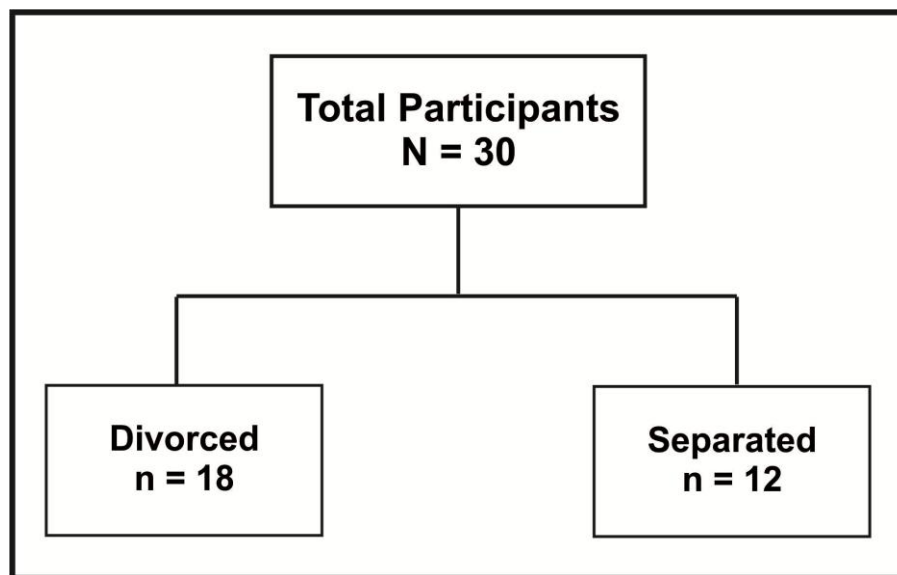 Total Participants
N = 30
Divorced
n = 18
Separated
n = 12